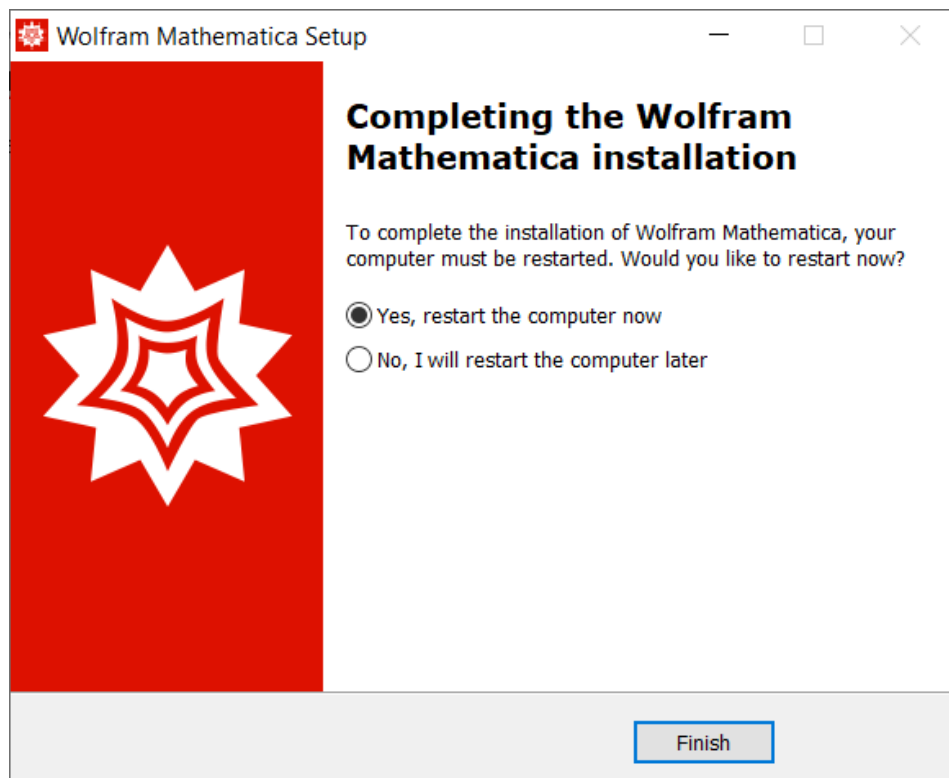 Wolfram Mathematica Setup
Completing the Wolfram
Mathematica installation
To complete the installation of Wolfram Mathematica, your
computer must be restarted. Would you like to restart now?
Yes, restart the computer now
No, I will restart the computer later
Finish